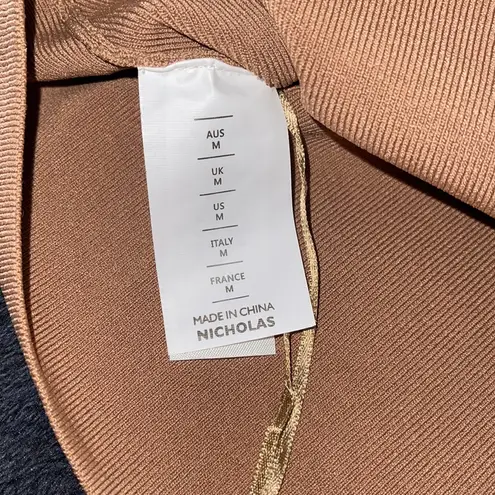 AUS
M
UK
M
US
M
ITALY
M
FRANCE
M
MADE IN CHINA
NICHOLAS